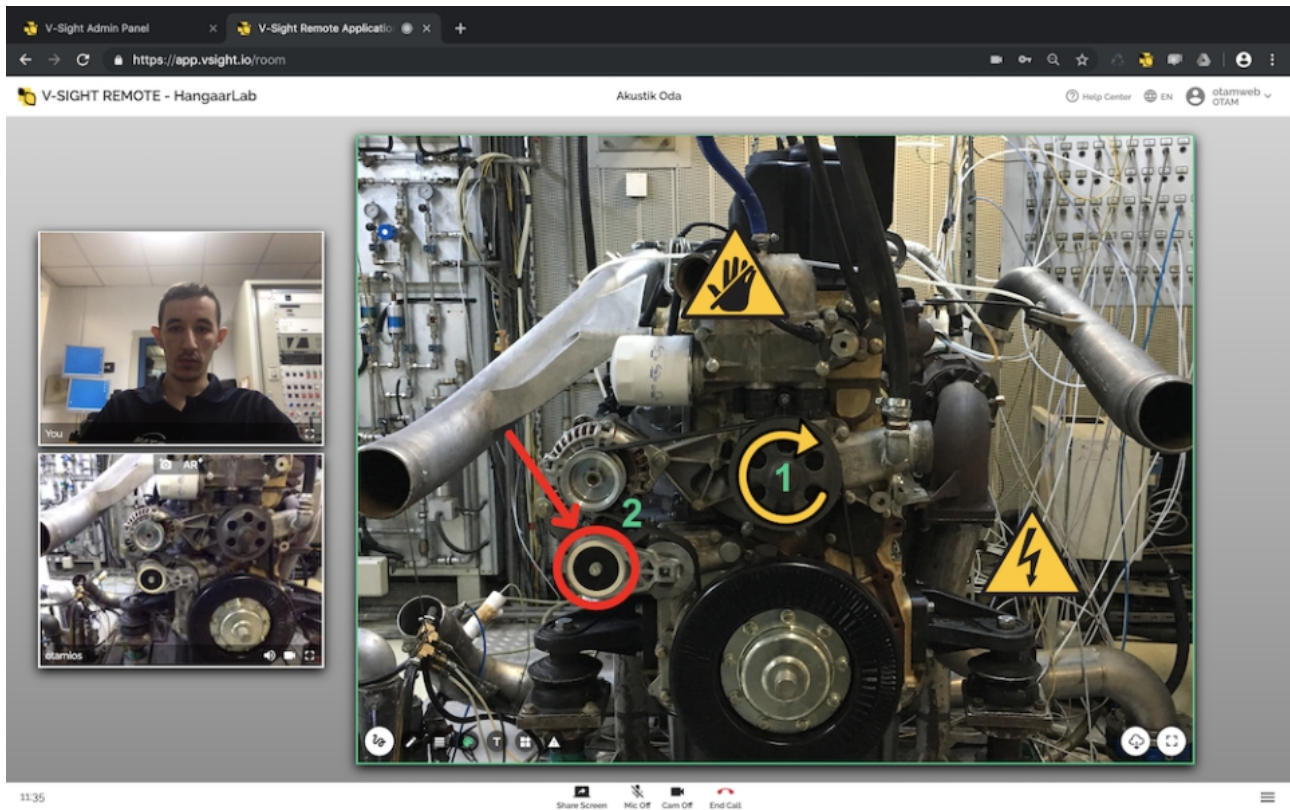 V-Sight Admin Panel
V-Sight Remote Applicatio
https://app.vsight.io/room
V-SIGHT REMOTE - HangaarLab
Akustik Oda
Help Center
EN
otamweb
OTAM
You
AR+
otamios
1
2
T
11:35
Share Screen
Mic Off
Cam Off
End Call